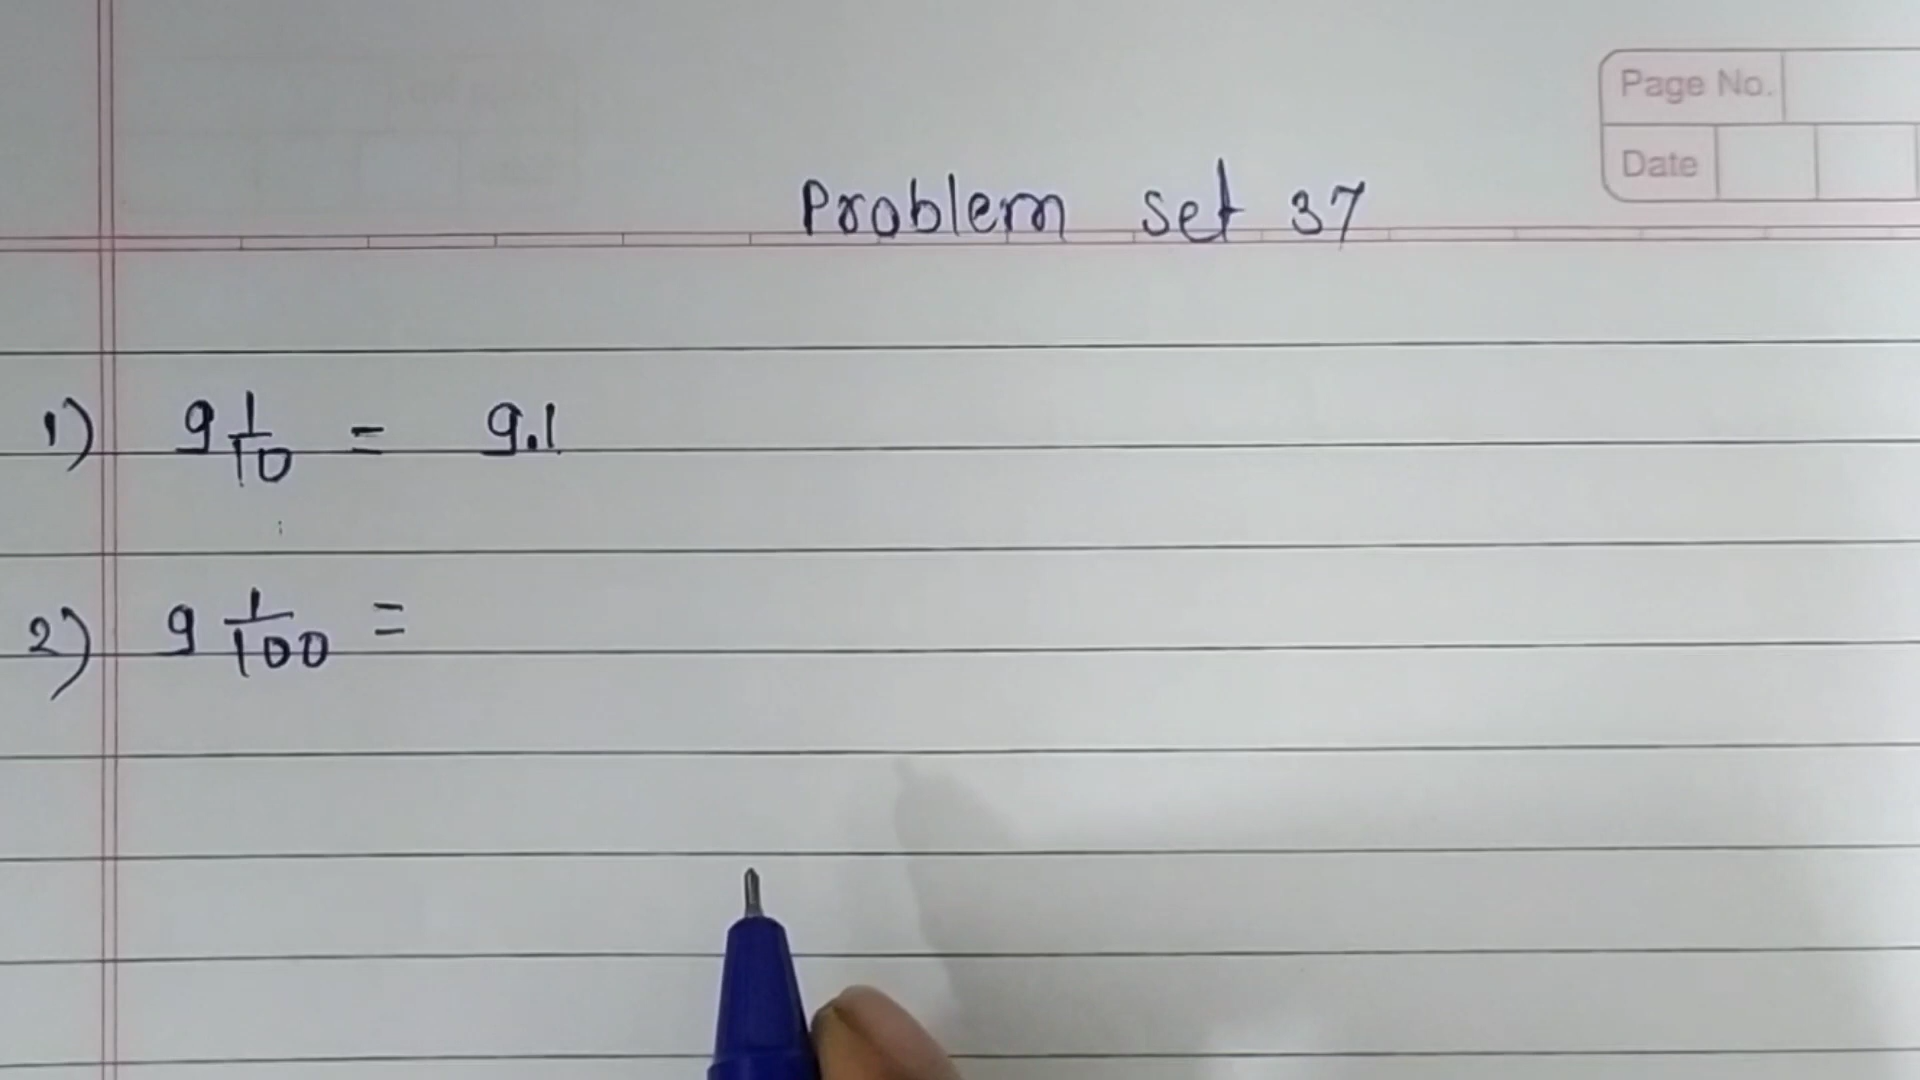 Page No.
Date
Problem set 37
1) 9 1/10 = 9.1
2) 9 1/100 =